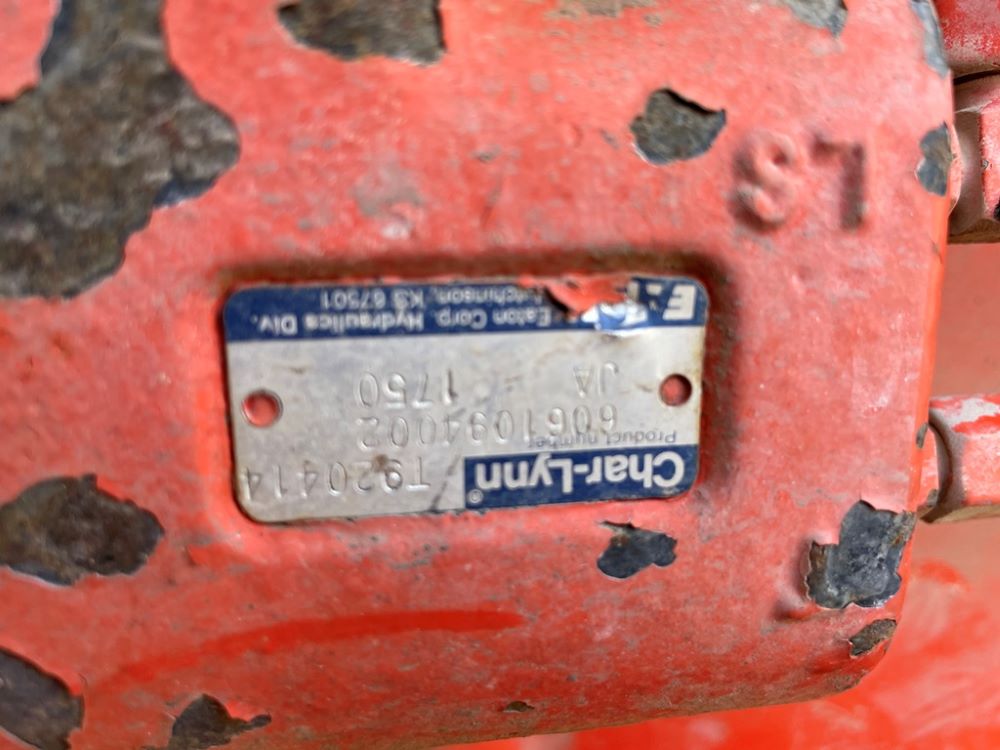 Char-Lynn® T920414
Product number
6061094002
JA - 1750
Eaton Corp. Hydraulics Div.
Hutchinson, KS 67501
LS